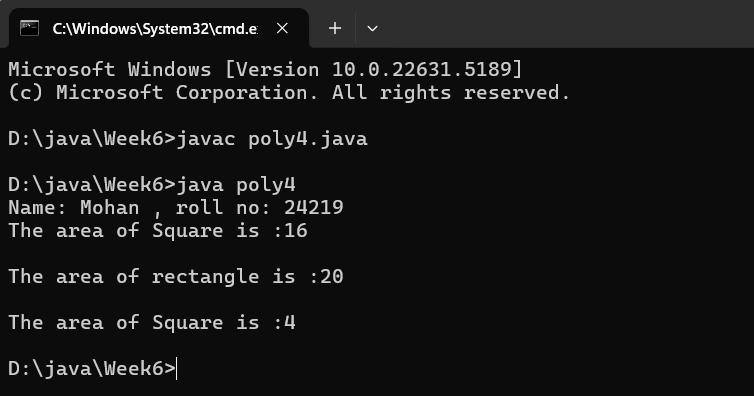 C:\Windows\System32\cmd.e
Microsoft Windows [Version 10.0.22631.5189]
(c) Microsoft Corporation. All rights reserved.
D:\java\Week6>javac poly4.java
D:\java\Week6>java poly4
Name: Mohan , roll no: 24219
The area of Square is :16
The area of rectangle is :20
The area of Square is :4
D:\java\Week6>